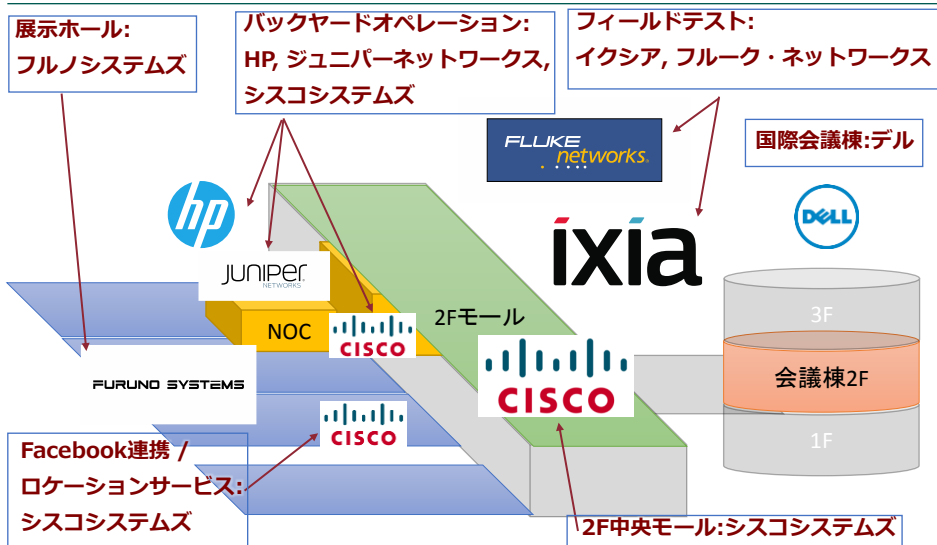 展示ホール:
フルノシステムズ
バックヤードオペレーション:
HP, ジュニパーネットワークス,
シスコシステムズ
フィールドテスト:
イクシア, フルーク・ネットワークス
FLUKE
networks®
国際会議棟:デル
hp
DELL
ixia
JUNIPER
NETWORKS
NOC
CISCO
2Fモール
CISCO
3F
会議棟2F
1F
FURUNO SYSTEMS
CISCO
Facebook連携 /
ロケーションサービス:
シスコシステムズ
2F中央モール:シスコシステムズ